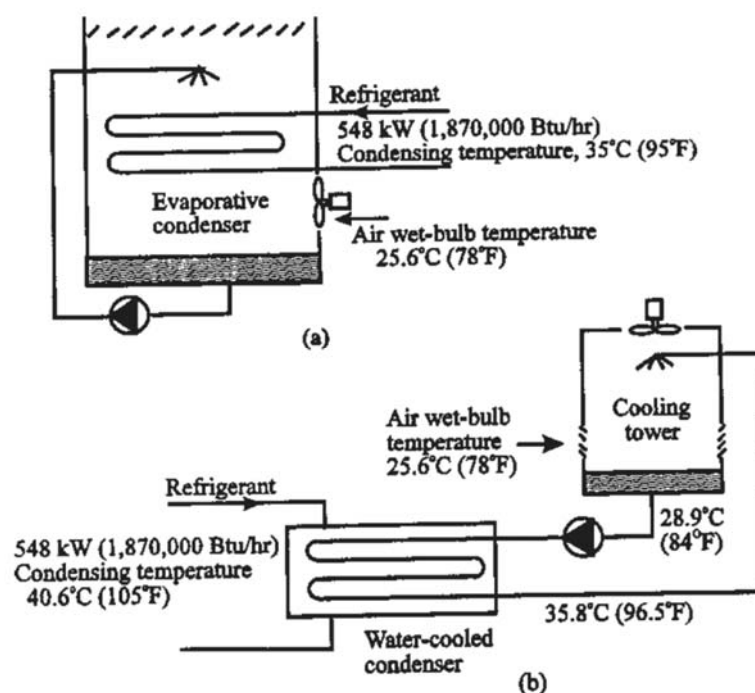 Refrigerant
548 kW (1,870,000 Btu/hr)
Condensing temperature, 35°C (95°F)
Evaporative
condenser
Air wet-bulb temperature
25.6°C (78°F)
(a)
Cooling
tower
Air wet-bulb
temperature
25.6°C (78°F)
Refrigerant
28.9°C
(84°F)
548 kW (1,870,000 Btu/hr)
Condensing temperature
40.6°C (105°F)
35.8°C (96.5°F)
Water-cooled
condenser
(b)